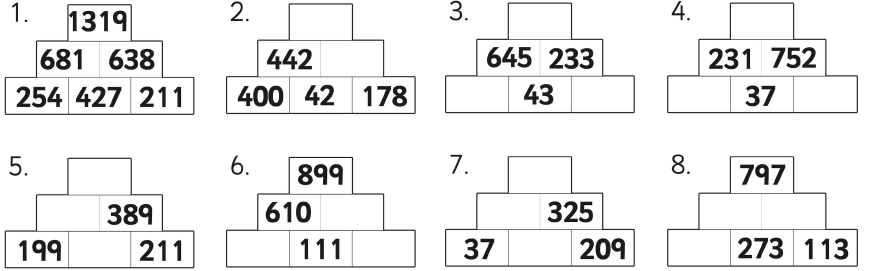 1. 1319 2. 3. 4.
681 638 442 645 233 231 752
254 427 211 400 42 178 43 37
5. 6. 899 7. 8. 797
389 610 325
199 211 111 37 209 273 113